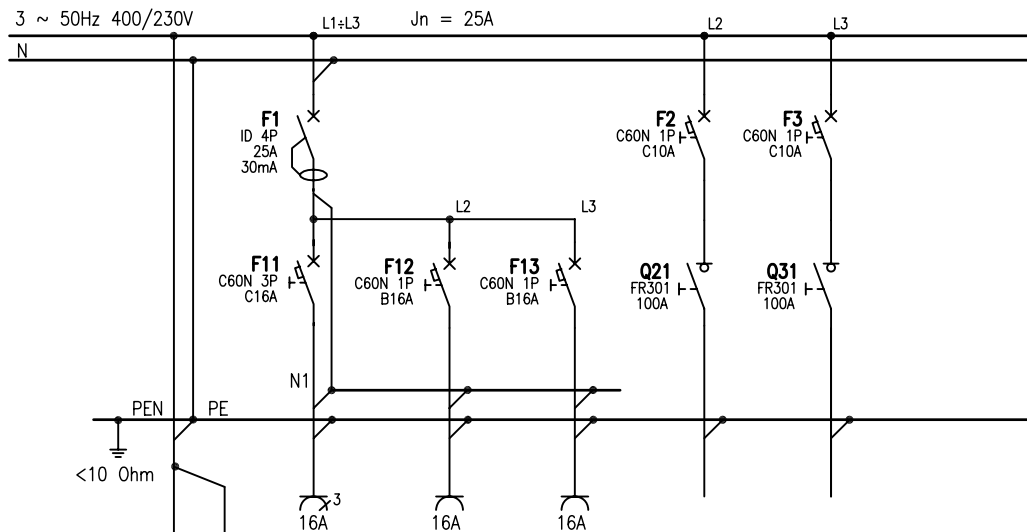 3 ~ 50Hz 400/230V
Jn = 25A
L1÷L3
L2
L3
N
F1
ID 4P
25A
30mA
F2
C60N 1P
C10A
F3
C60N 1P
C10A
L2
L3
F11
C60N 3P
C16A
F12
C60N 1P
B16A
F13
C60N 1P
B16A
Q21
FR301
100A
Q31
FR301
100A
N1
PEN
PE
<10 Ohm
3
16A
16A
16A